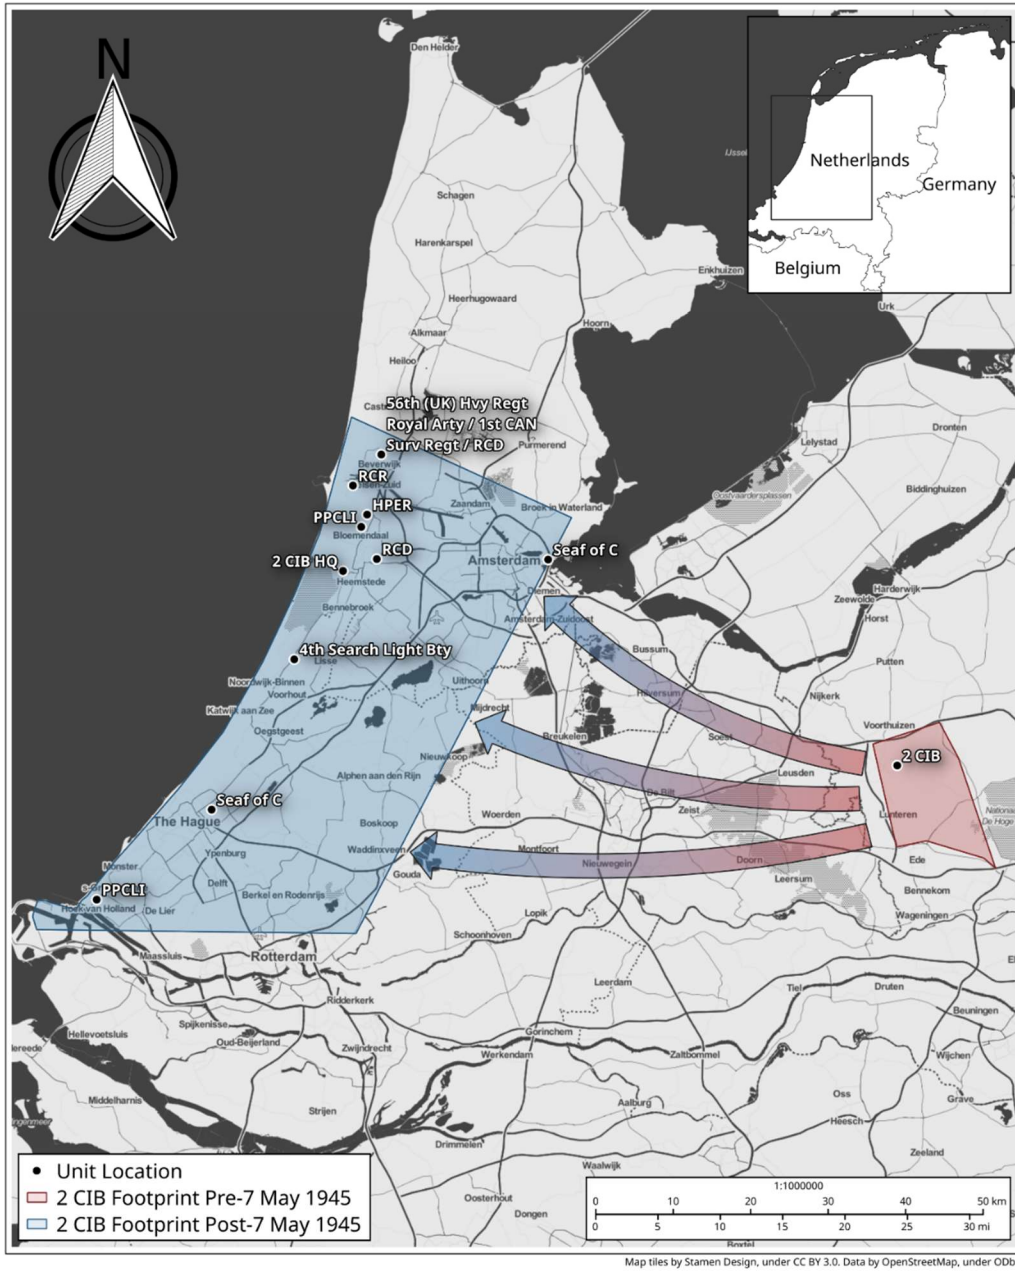 N
Den Helder
IJssel
Netherlands
Germany
Belgium
Schagen
Harenkarspel
Enkhuizen
Heerhugowaard
Urk
Hoorn
Alkmaar
Heiloo
56th (UK) Hvy Regt
Royal Arty / 1st CAN
Surv Regt / RCD
Purmerend
Lelystad
Dronten
Beverwijk
RCR
Biddinghuizen
Oostvaardersplassen
HPER
Zaandam
Broek in Waterland
PPCLI
Bloemendaal
RCD
Seaf of C
2 CIB HQ
Amsterdam
Heemstede
Diemen
Harderwijk
Zeewolde
Bennebroek
Amsterdam-Zuidoost
Horst
4th Search Light Bty
Bussum
Lisse
Putten
Noordwijk-Binnen
Uithoorn
Voorhout
Hilversum
Nijkerk
Katwijk aan Zee
Mijdrecht
Oegstgeest
Voorthuizen
Breukelen
Soest
Nieuwkoop
2 CIB
Alphen aan den Rijn
Leusden
De Bilt
Seaf of C
Zeist
The Hague
Boskoop
Woerden
Lunteren
De Hoge
Waddinxveen
Montfoort
Ypenburg
Nieuwegein
Doorn
Ede
Monster
Gouda
Leersum
Delft
PPCLI
Berkel en Rodenrijs
Bennekom
Hoek van Holland
De Lier
Lopik
Wageningen
Schoonhoven
Maassluis
Rotterdam
Leerdam
Tiel
Druten
Ridderkerk
Beuningen
Spijkenisse
Gorinchem
Hellevoetsluis
Oud-Beijerland
Zwijndrecht
Werkendam
Zaltbommel
Wijchen
Middelharnis
Strijen
Aalburg
Oss
Grave
Heesch
Drimmelen
Waalwijk
Zeeland
Oosterhout
Dongen
Boxtel
Unit Location
2 CIB Footprint Pre-7 May 1945
2 CIB Footprint Post-7 May 1945
1:1000000
0 10 20 30 40 50 km
0 5 10 15 20 25 30 mi
Map tiles by Stamen Design, under CC BY 3.0. Data by OpenStreetMap, under ODb